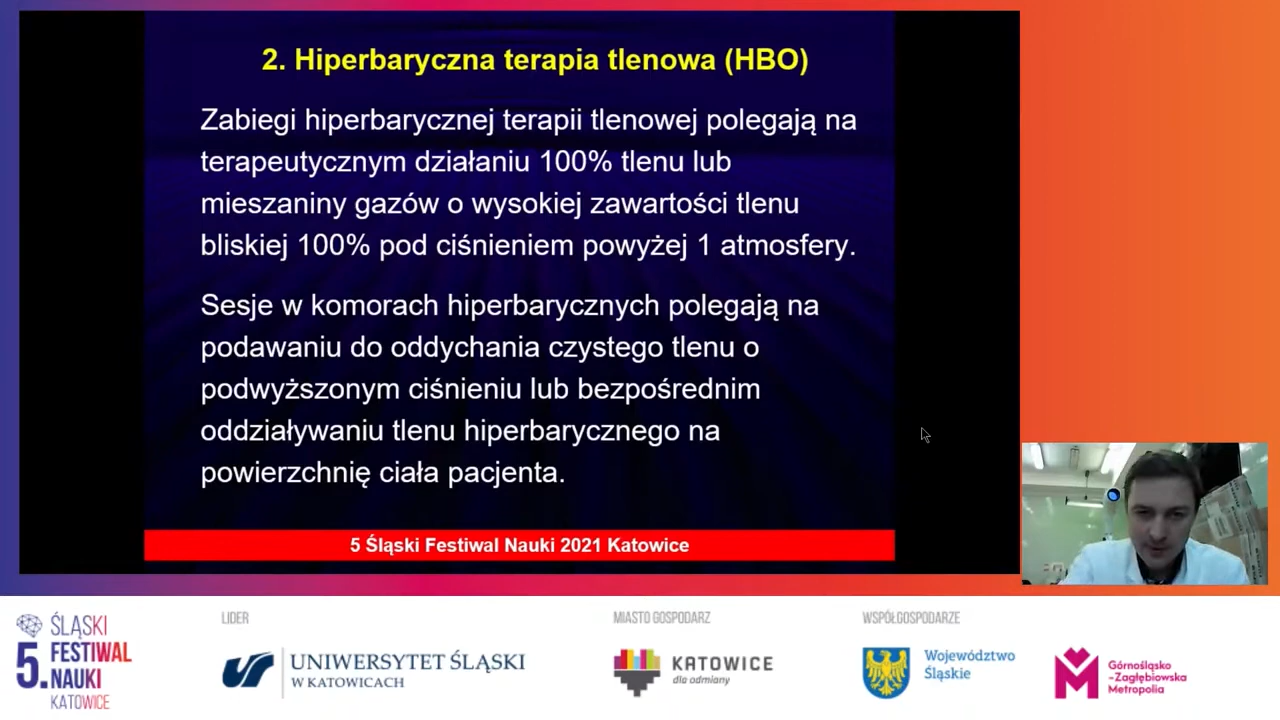 2. Hiperbaryczna terapia tlenowa (HBO)
Zabiegi hiperbarycznej terapii tlenowej polegają na
terapeutycznym działaniu 100% tlenu lub
mieszaniny gazów o wysokiej zawartości tlenu
bliskiej 100% pod ciśnieniem powyżej 1 atmosfery.
Sesje w komorach hiperbarycznych polegają na
podawaniu do oddychania czystego tlenu o
podwyższonym ciśnieniu lub bezpośrednim
oddziaływaniu tlenu hiperbarycznego na
powierzchnię ciała pacjenta.
5 Śląski Festiwal Nauki 2021 Katowice
5. ŚLĄSKI
FESTIWAL
NAUKI
KATOWICE
LIDER
UNIWERSYTET ŚLĄSKI
W KATOWICACH
MIASTO GOSPODARZ
KATOWICE
dla odmiany
WSPÓŁGOSPODARZE
Województwo
Śląskie
Górnośląsko
-Zagłębiowska
Metropolia